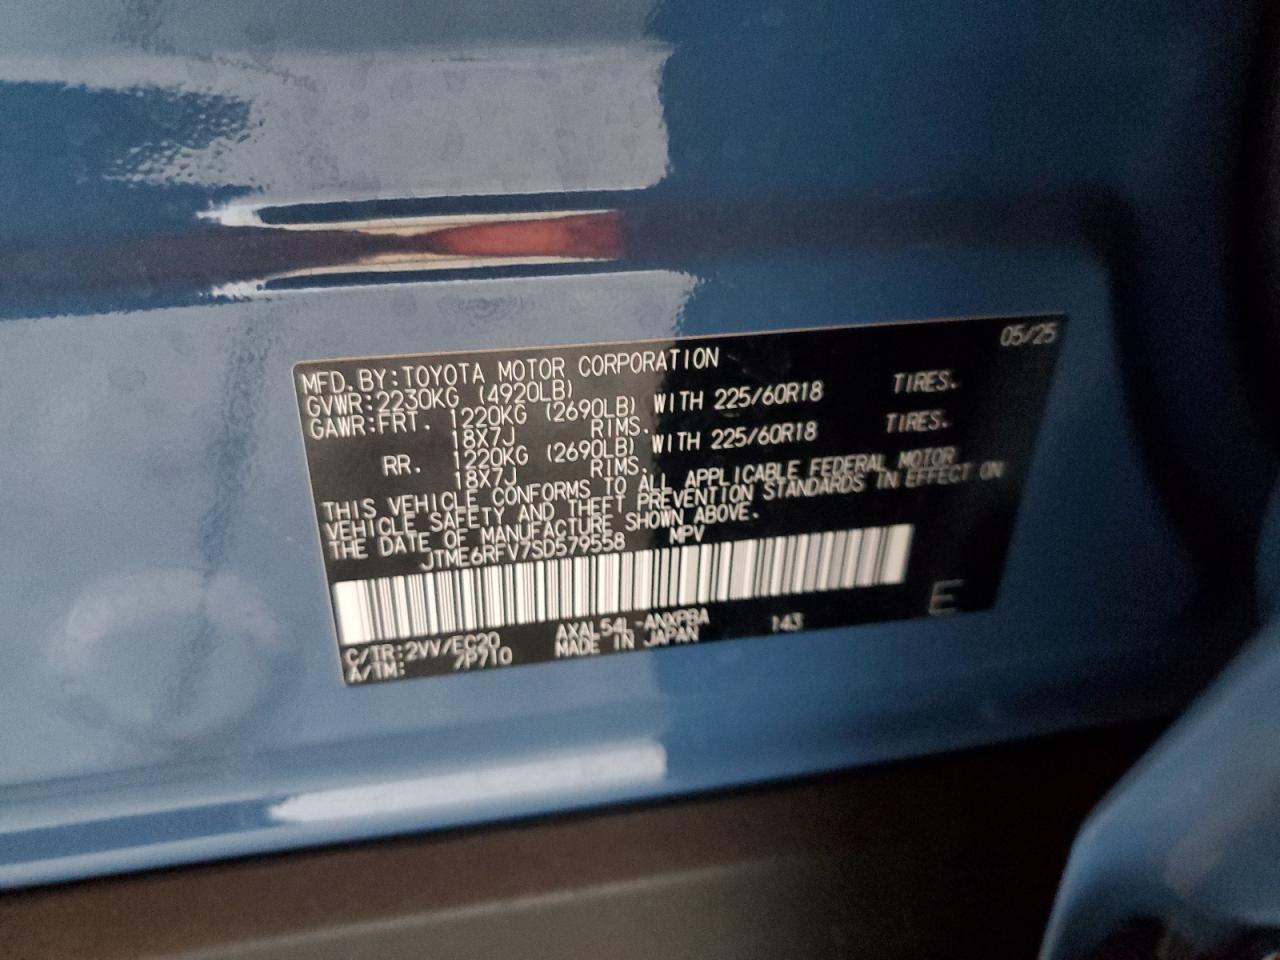 05/25
MFD. BY: TOYOTA MOTOR CORPORATION
GVWR: 2230KG (4920LB)
GAWR: FRT. 1220KG (2690LB) WITH 225/60R18 TIRES.
18X7J RIMS.
RR. 1220KG (2690LB) WITH 225/60R18 TIRES.
18X7J RIMS.
THIS VEHICLE CONFORMS TO ALL APPLICABLE FEDERAL MOTOR
VEHICLE SAFETY AND THEFT PREVENTION STANDARDS IN EFFECT ON
THE DATE OF MANUFACTURE SHOWN ABOVE.
JTME6RFV7SD579558 MPV
E
C/TR: 2VV/EC20 AXAL54L-ANXPBA 143
A/TM: 7P710 MADE IN JAPAN